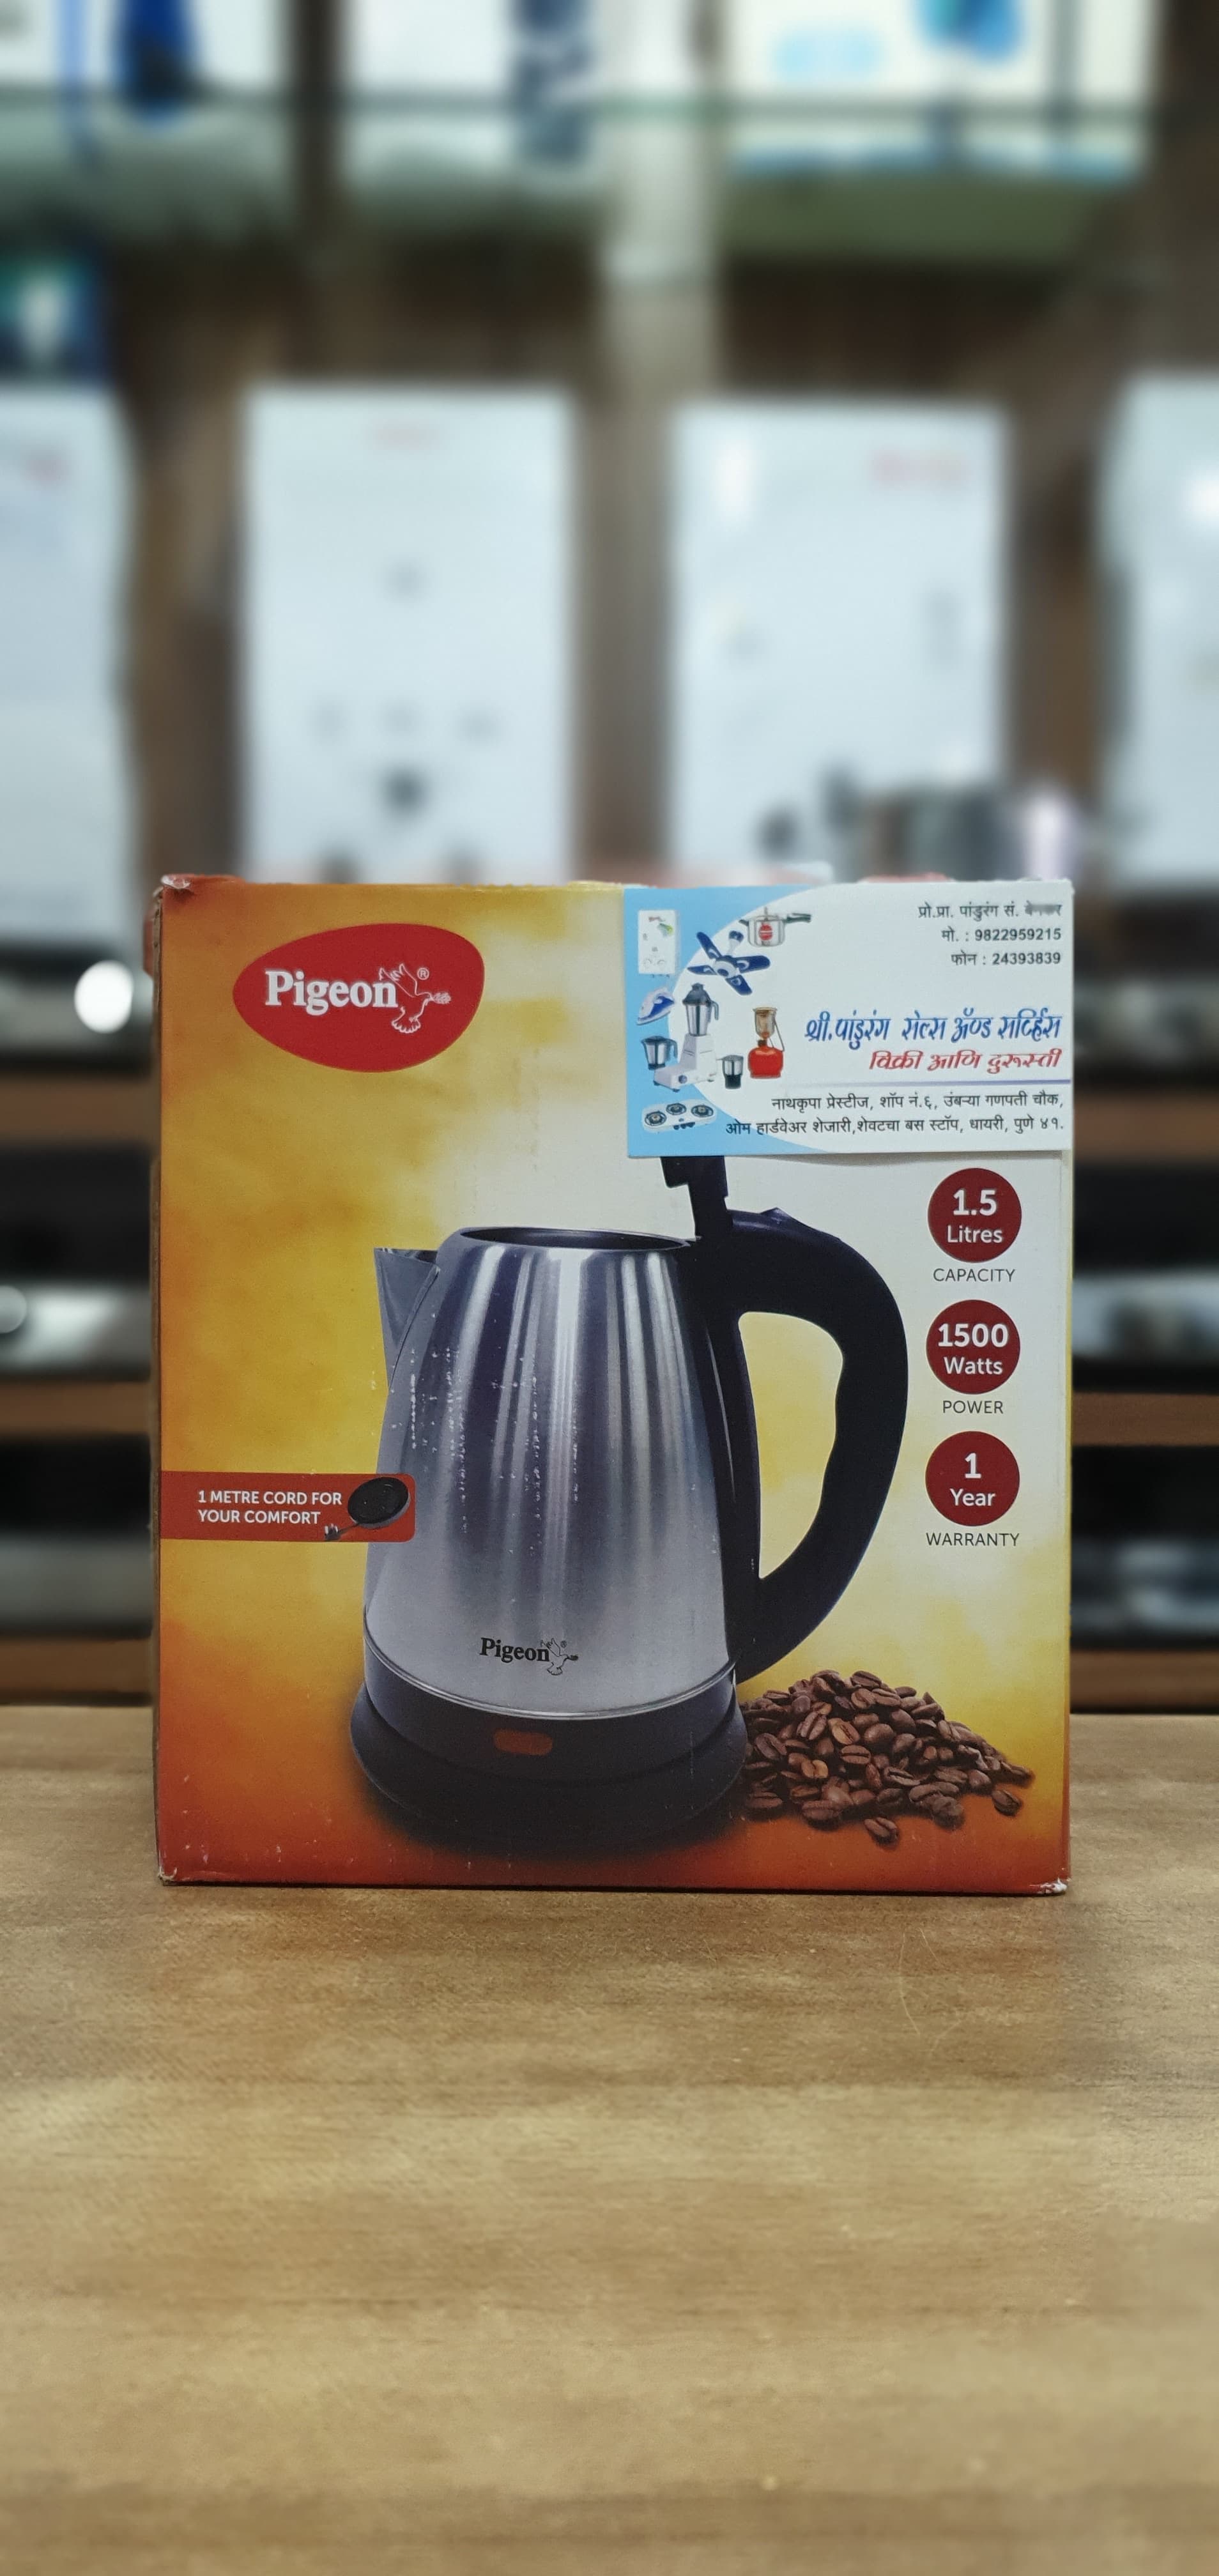 Pigeon®
प्रो.प्रा. पांडुरंग सं.
मो. : 9822959215
फोन : 24393839
श्री.पांडुरंग सेल्स ॲण्ड सर्व्हिस
विक्री आणि दुरूस्ती
नाथकृपा प्रेस्टीज, शॉप नं.६, उंबऱ्या गणपती चौक,
ओम हार्डवेअर शेजारी,शेवटचा बस स्टॉप, धायरी, पुणे ४१.
1.5
Litres
CAPACITY
1500
Watts
POWER
1
Year
WARRANTY
1 METRE CORD FOR
YOUR COMFORT
Pigeon®